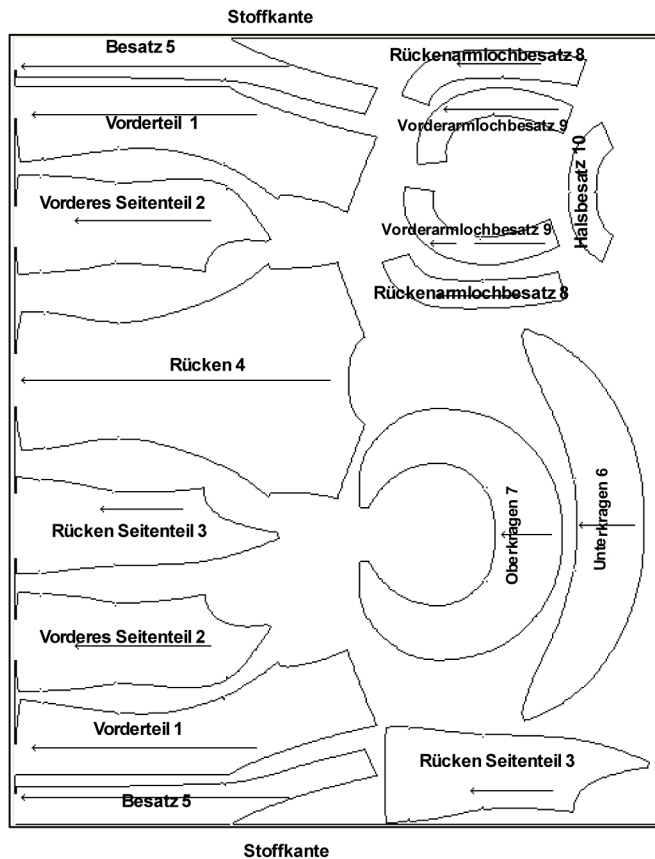 Stoffkante
Besatz 5
Rückenarmlochbesatz 8
Vorderteil 1
Vorderarmlochbesatz 9
Halsbesatz 10
Vorderes Seitenteil 2
Vorderarmlochbesatz 9
Rückenarmlochbesatz 8
Rücken 4
Oberkragen 7
Unterkragen 6
Rücken Seitenteil 3
Vorderes Seitenteil 2
Vorderteil 1
Rücken Seitenteil 3
Besatz 5
Stoffkante